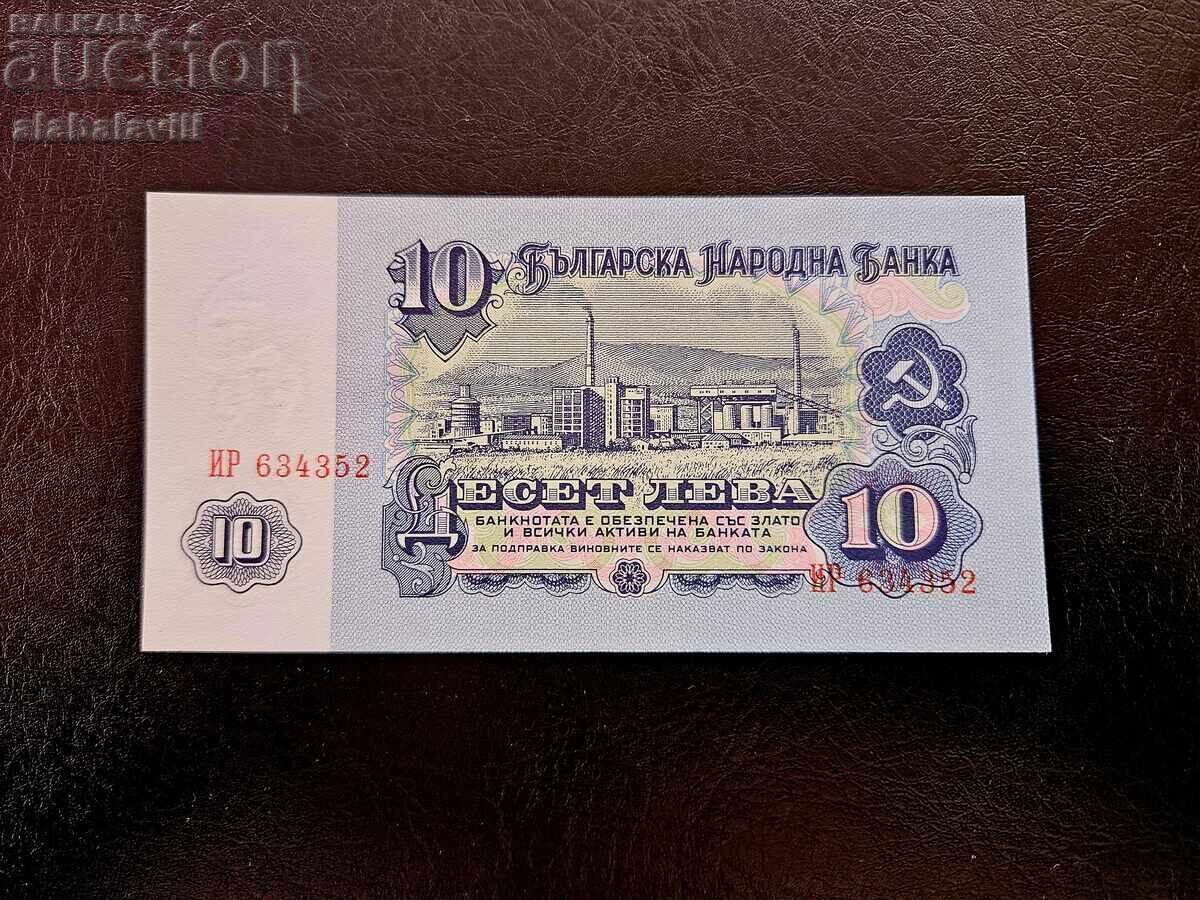 BALKAN
auction
alabalaviii
10
БЪЛГАРСКА НАРОДНА БАНКА
ИР 634352
10
ДЕСЕТ ЛЕВА
БАНКНОТАТА Е ОБЕЗПЕЧЕНА СЪС ЗЛАТО
И ВСИЧКИ АКТИВИ НА БАНКАТА
ЗА ПОДПРАВКА ВИНОВНИТЕ СЕ НАКАЗВАТ ПО ЗАКОНА
10
ИР 634352